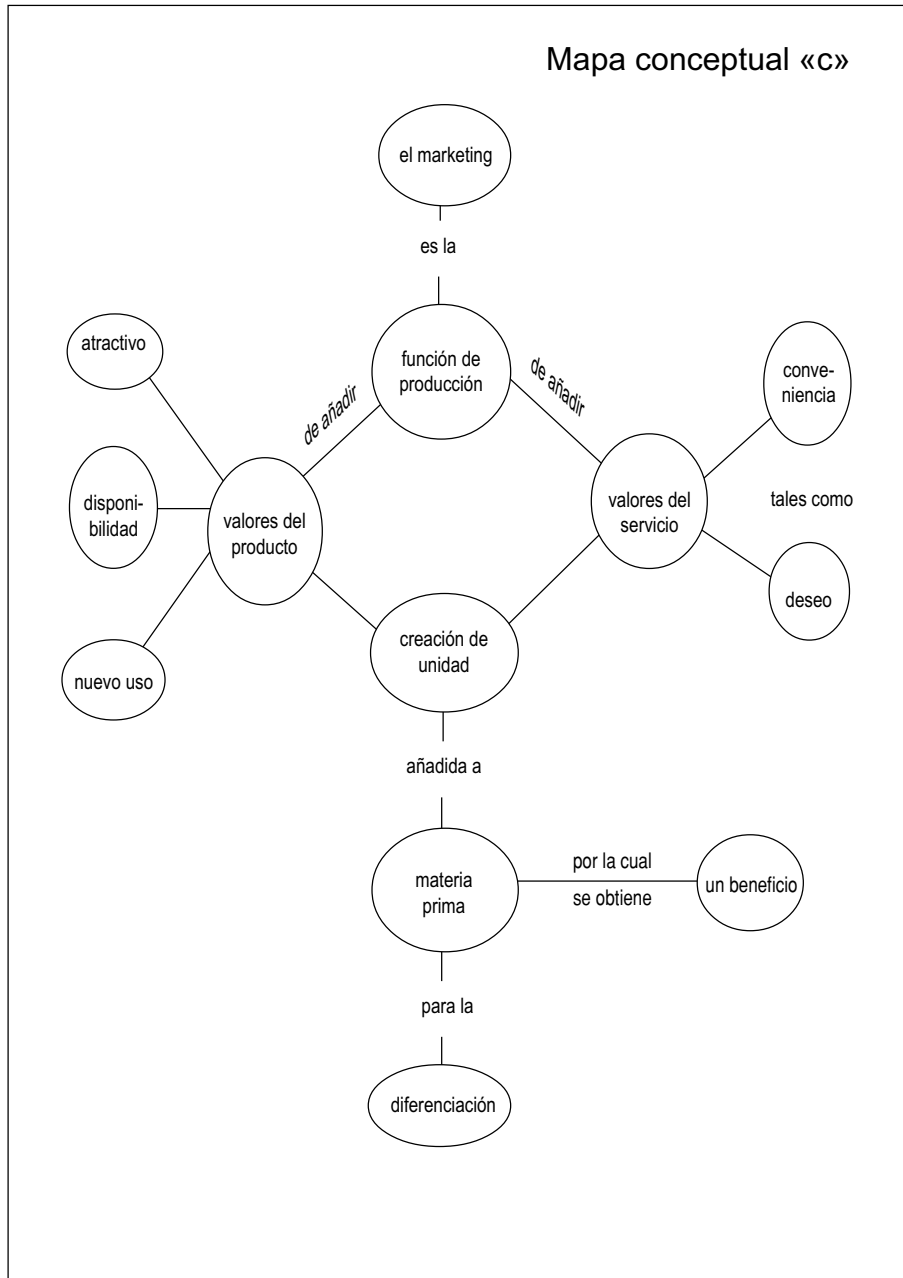 Mapa conceptual «c»
el marketing
es la
función de
producción
de añadir
de añadir
atractivo
disponi-
bilidad
nuevo uso
valores del
producto
valores del
servicio
conve-
niencia
tales como
deseo
creación de
unidad
añadida a
materia
prima
por la cual
se obtiene
un beneficio
para la
diferenciación